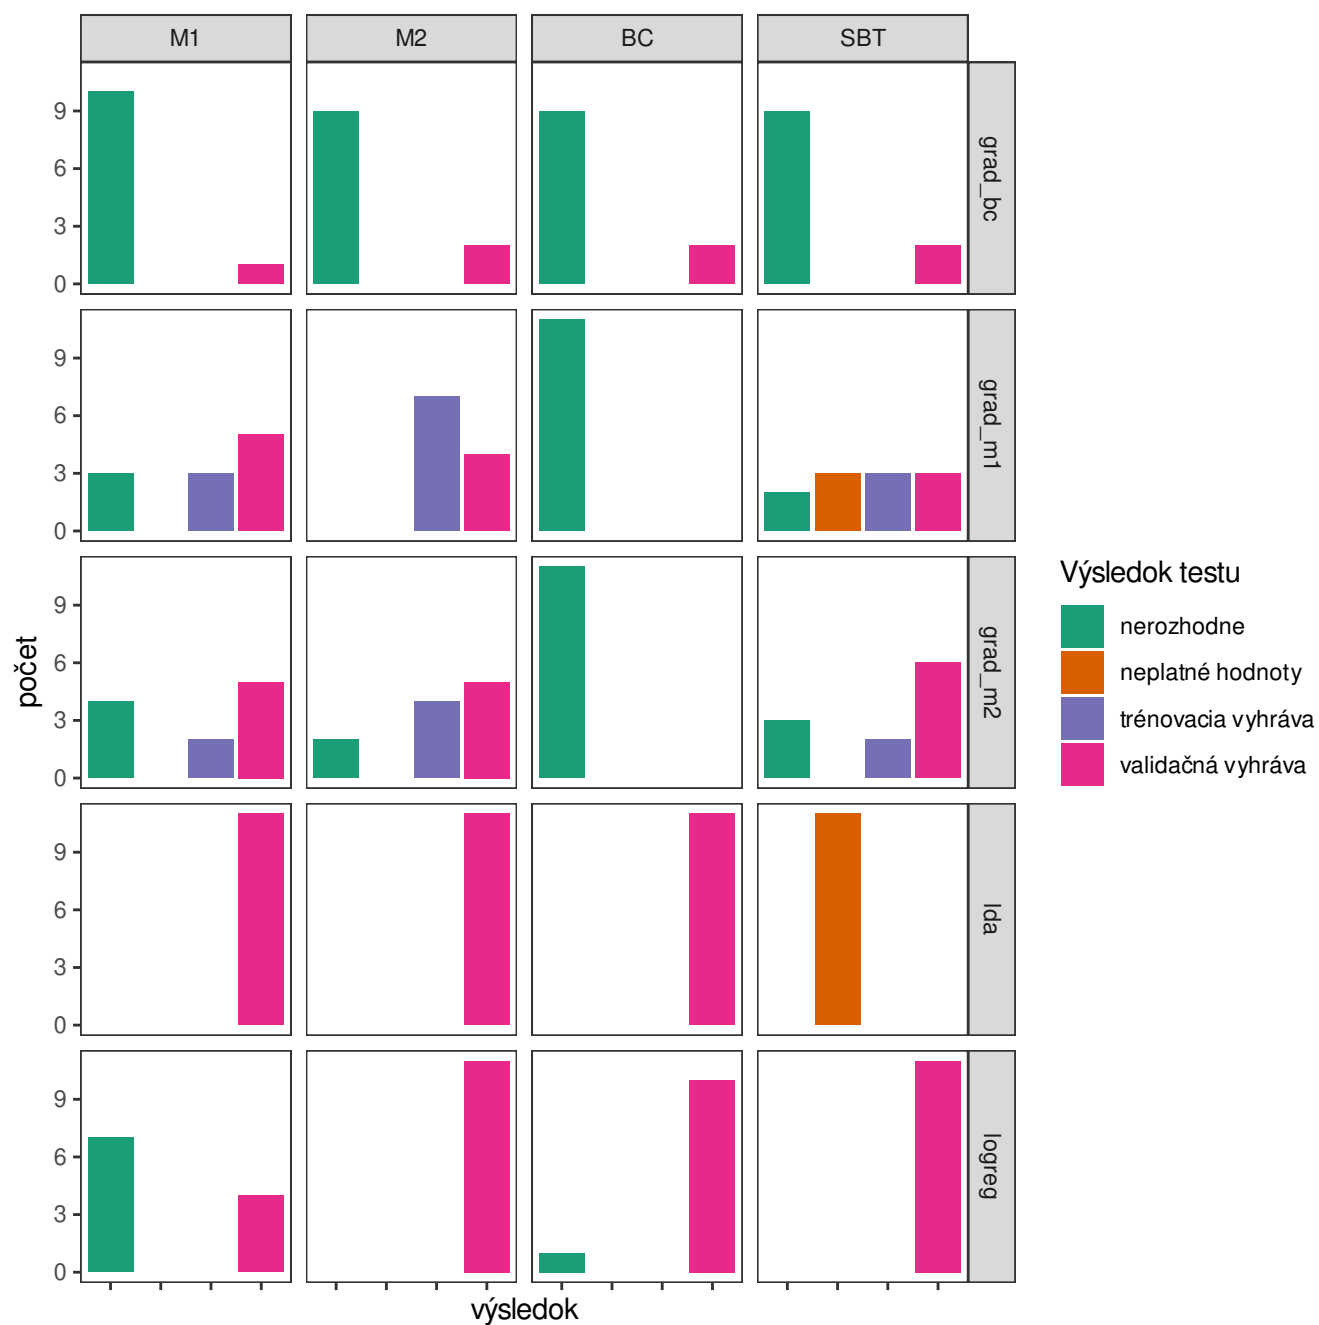 M1 M2 BC SBT
9
6
3
0
grad_bc
9
6
3
0
grad_m1
9
6
3
0
grad_m2
9
6
3
0
lda
9
6
3
0
logreg
počet
výsledok
Výsledok testu
nerozhodne
neplatné hodnoty
trénovacia vyhráva
validačná vyhráva